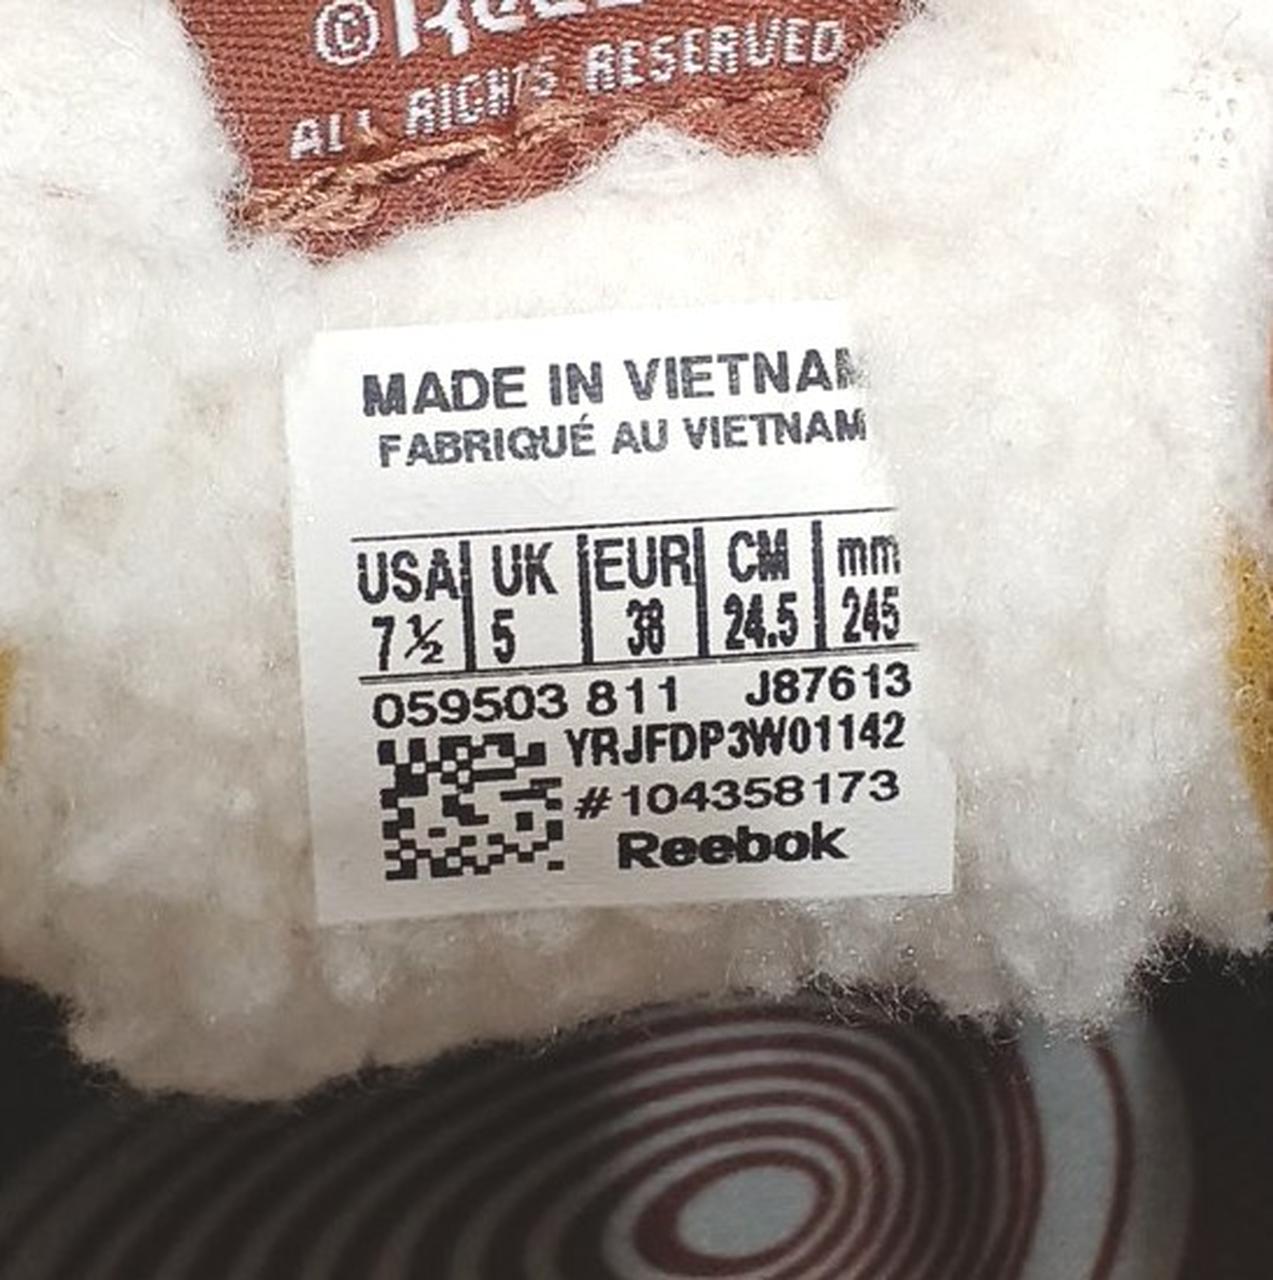 ©Reeb
ALL RIGHTS RESERVED
MADE IN VIETNAM
FABRIQUÉ AU VIETNAM
USA UK EUR CM mm
7½ 5 38 24.5 245
059503 811 J87613
YRJFDP3W01142
#104358173
Reebok